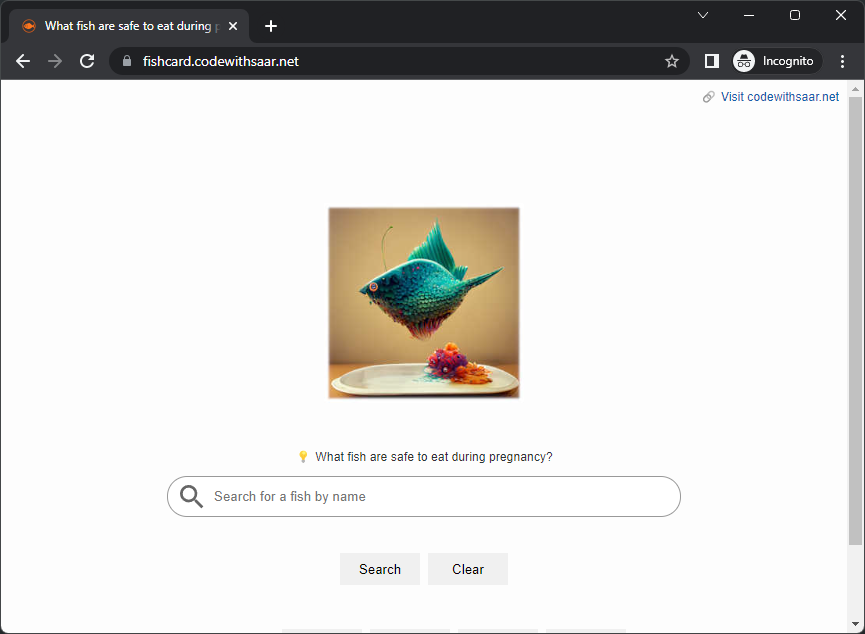 What fish are safe to eat during p
fishcard.codewithsaar.net
Incognito
Visit codewithsaar.net
What fish are safe to eat during pregnancy?
Search for a fish by name
Search
Clear